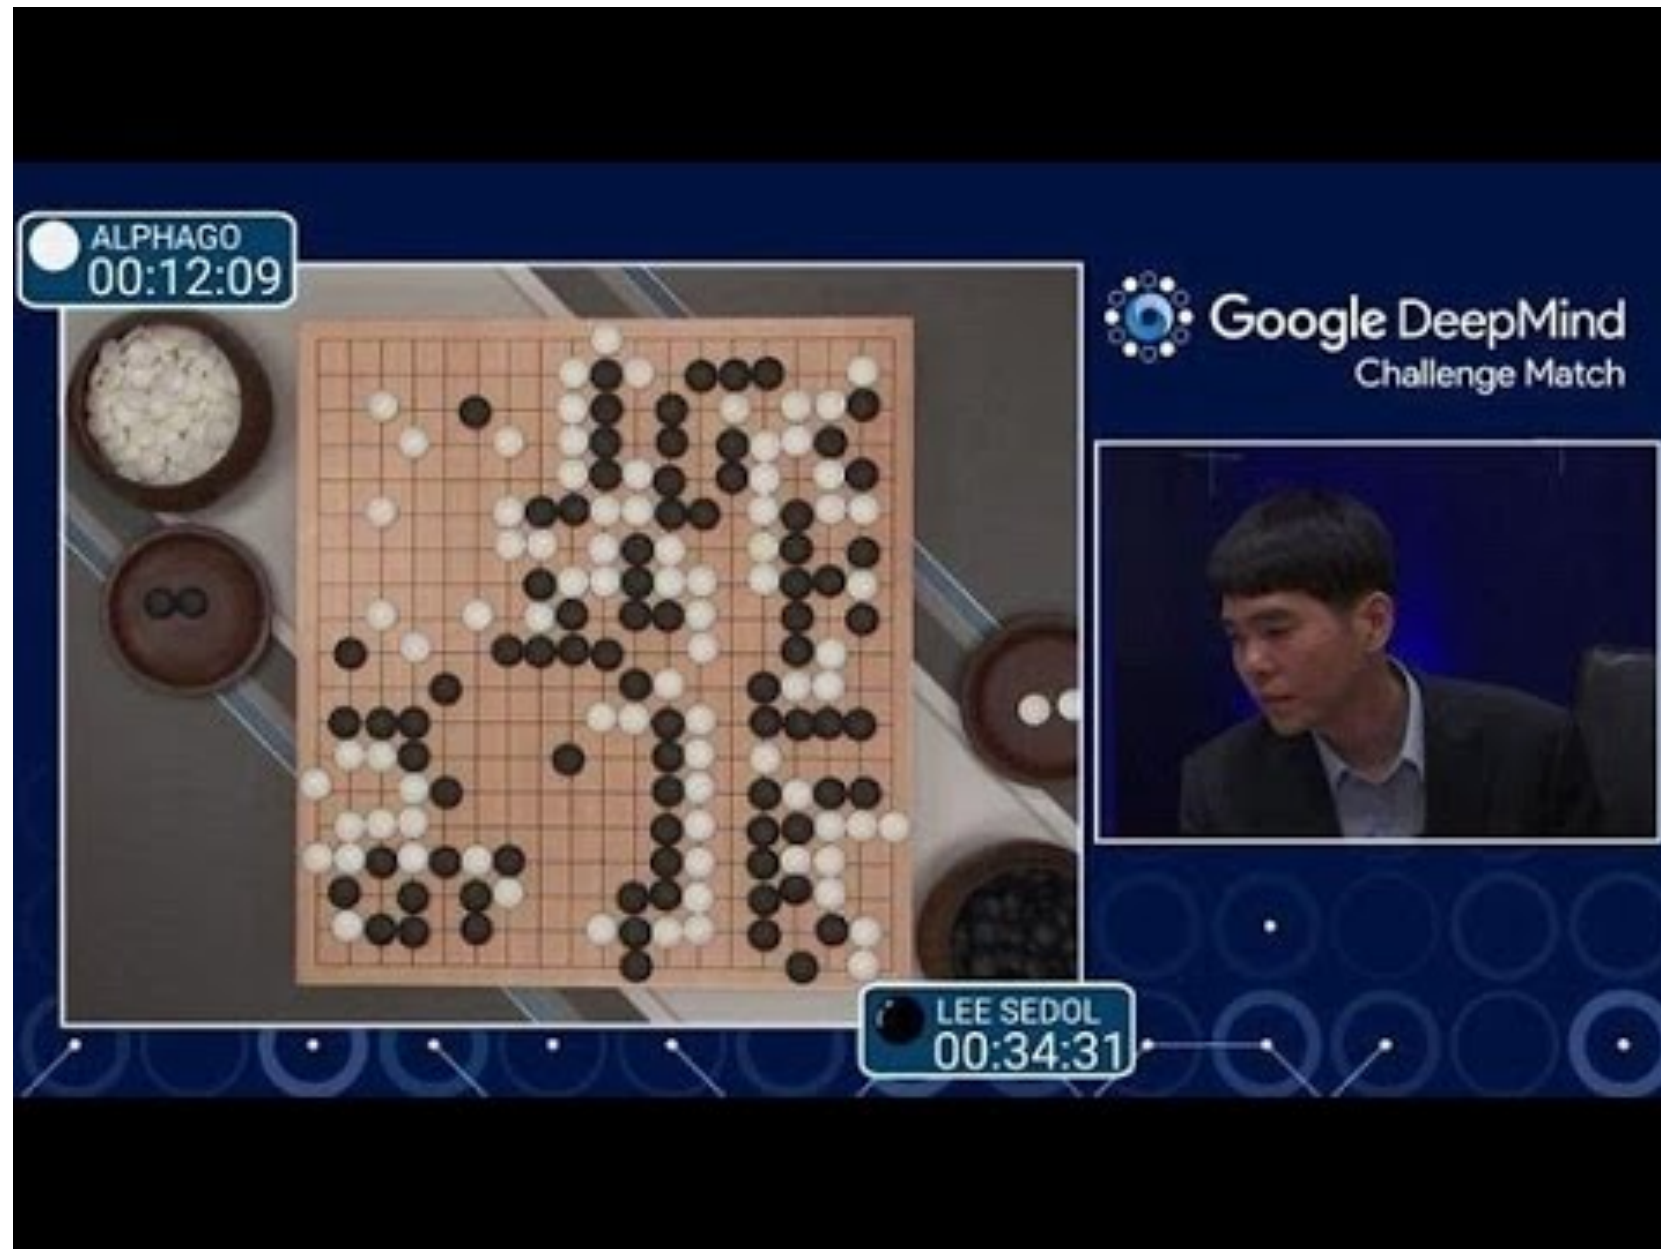 ALPHAGO
00:12:09
Google DeepMind
Challenge Match
LEE SEDOL
00:34:31